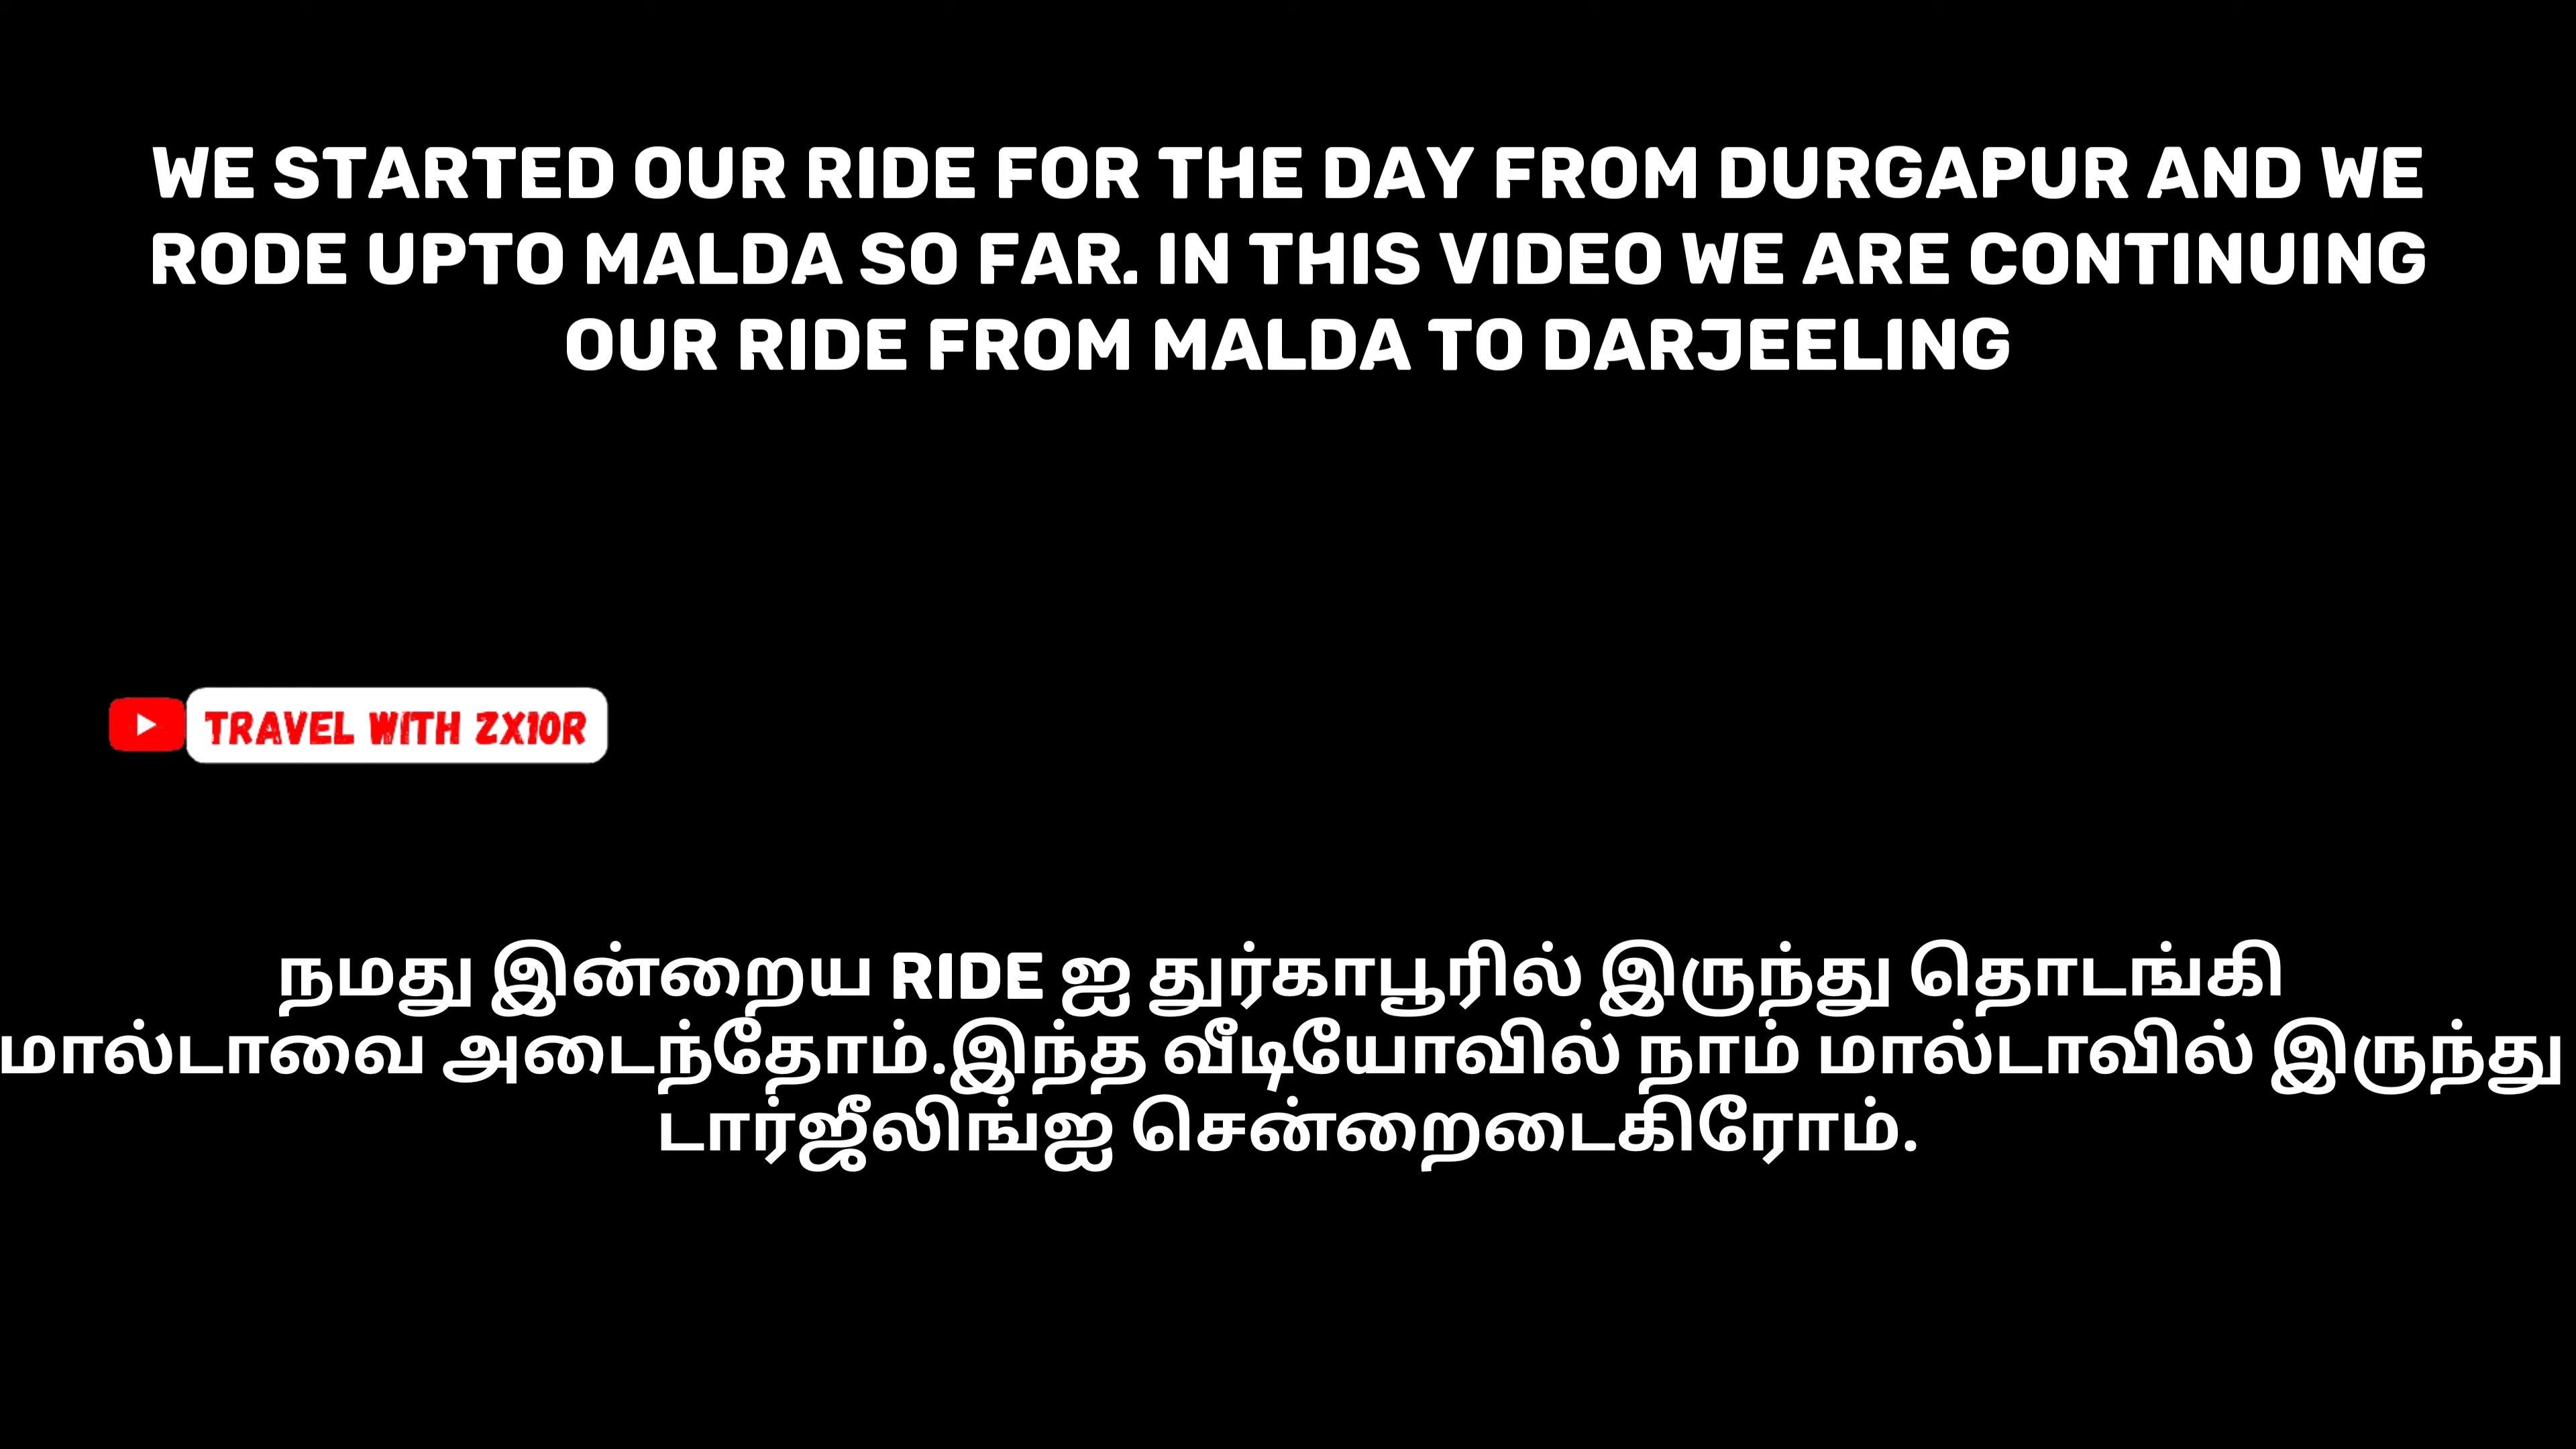 WE STARTED OUR RIDE FOR THE DAY FROM DURGAPUR AND WE
RODE UPTO MALDA SO FAR. IN THIS VIDEO WE ARE CONTINUING
OUR RIDE FROM MALDA TO DARJEELING
TRAVEL WITH ZX10R
நமது இன்றைய RIDE ஐ துர்காபூரில் இருந்து தொடங்கி
மால்டாவை அடைந்தோம்.இந்த வீடியோவில் நாம் மால்டாவில் இருந்து
டார்ஜீலிங்ஐ சென்றைடைகிரோம்.